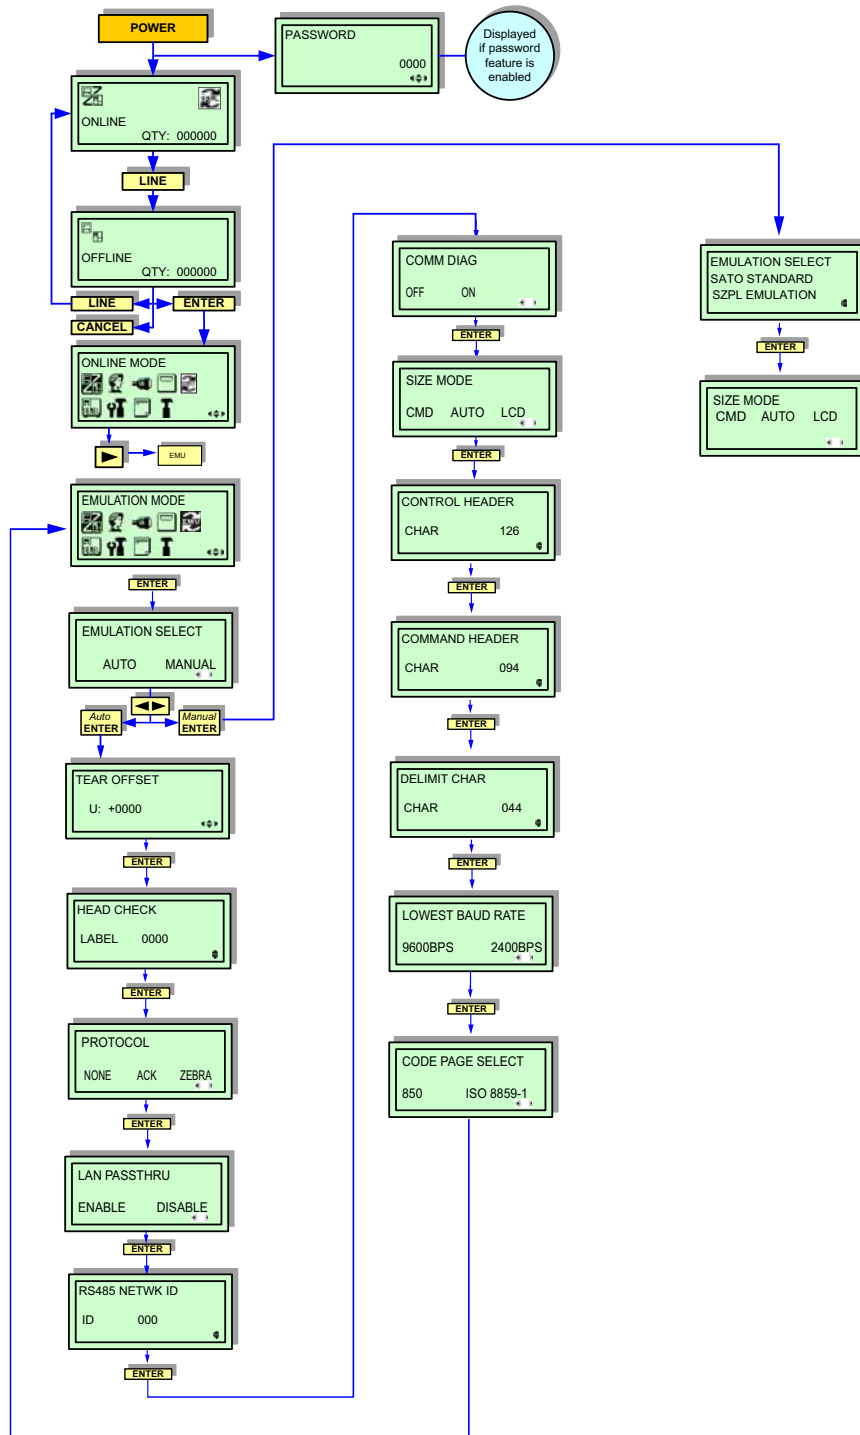 POWER
PASSWORD
0000
Displayed
if password
feature is
enabled
ONLINE
QTY: 000000
LINE
OFFLINE
QTY: 000000
LINE
ENTER
CANCEL
ONLINE MODE
EMU
EMULATION MODE
ENTER
EMULATION SELECT
AUTO MANUAL
Auto
ENTER
Manual
ENTER
TEAR OFFSET
U: +0000
ENTER
HEAD CHECK
LABEL 0000
ENTER
PROTOCOL
NONE ACK ZEBRA
ENTER
LAN PASSTHRU
ENABLE DISABLE
ENTER
RS485 NETWK ID
ID 000
ENTER
COMM DIAG
OFF ON
ENTER
SIZE MODE
CMD AUTO LCD
ENTER
CONTROL HEADER
CHAR 126
ENTER
COMMAND HEADER
CHAR 094
ENTER
DELIMIT CHAR
CHAR 044
ENTER
LOWEST BAUD RATE
9600BPS 2400BPS
ENTER
CODE PAGE SELECT
850 ISO 8859-1
EMULATION SELECT
SATO STANDARD
SZPL EMULATION
ENTER
SIZE MODE
CMD AUTO LCD